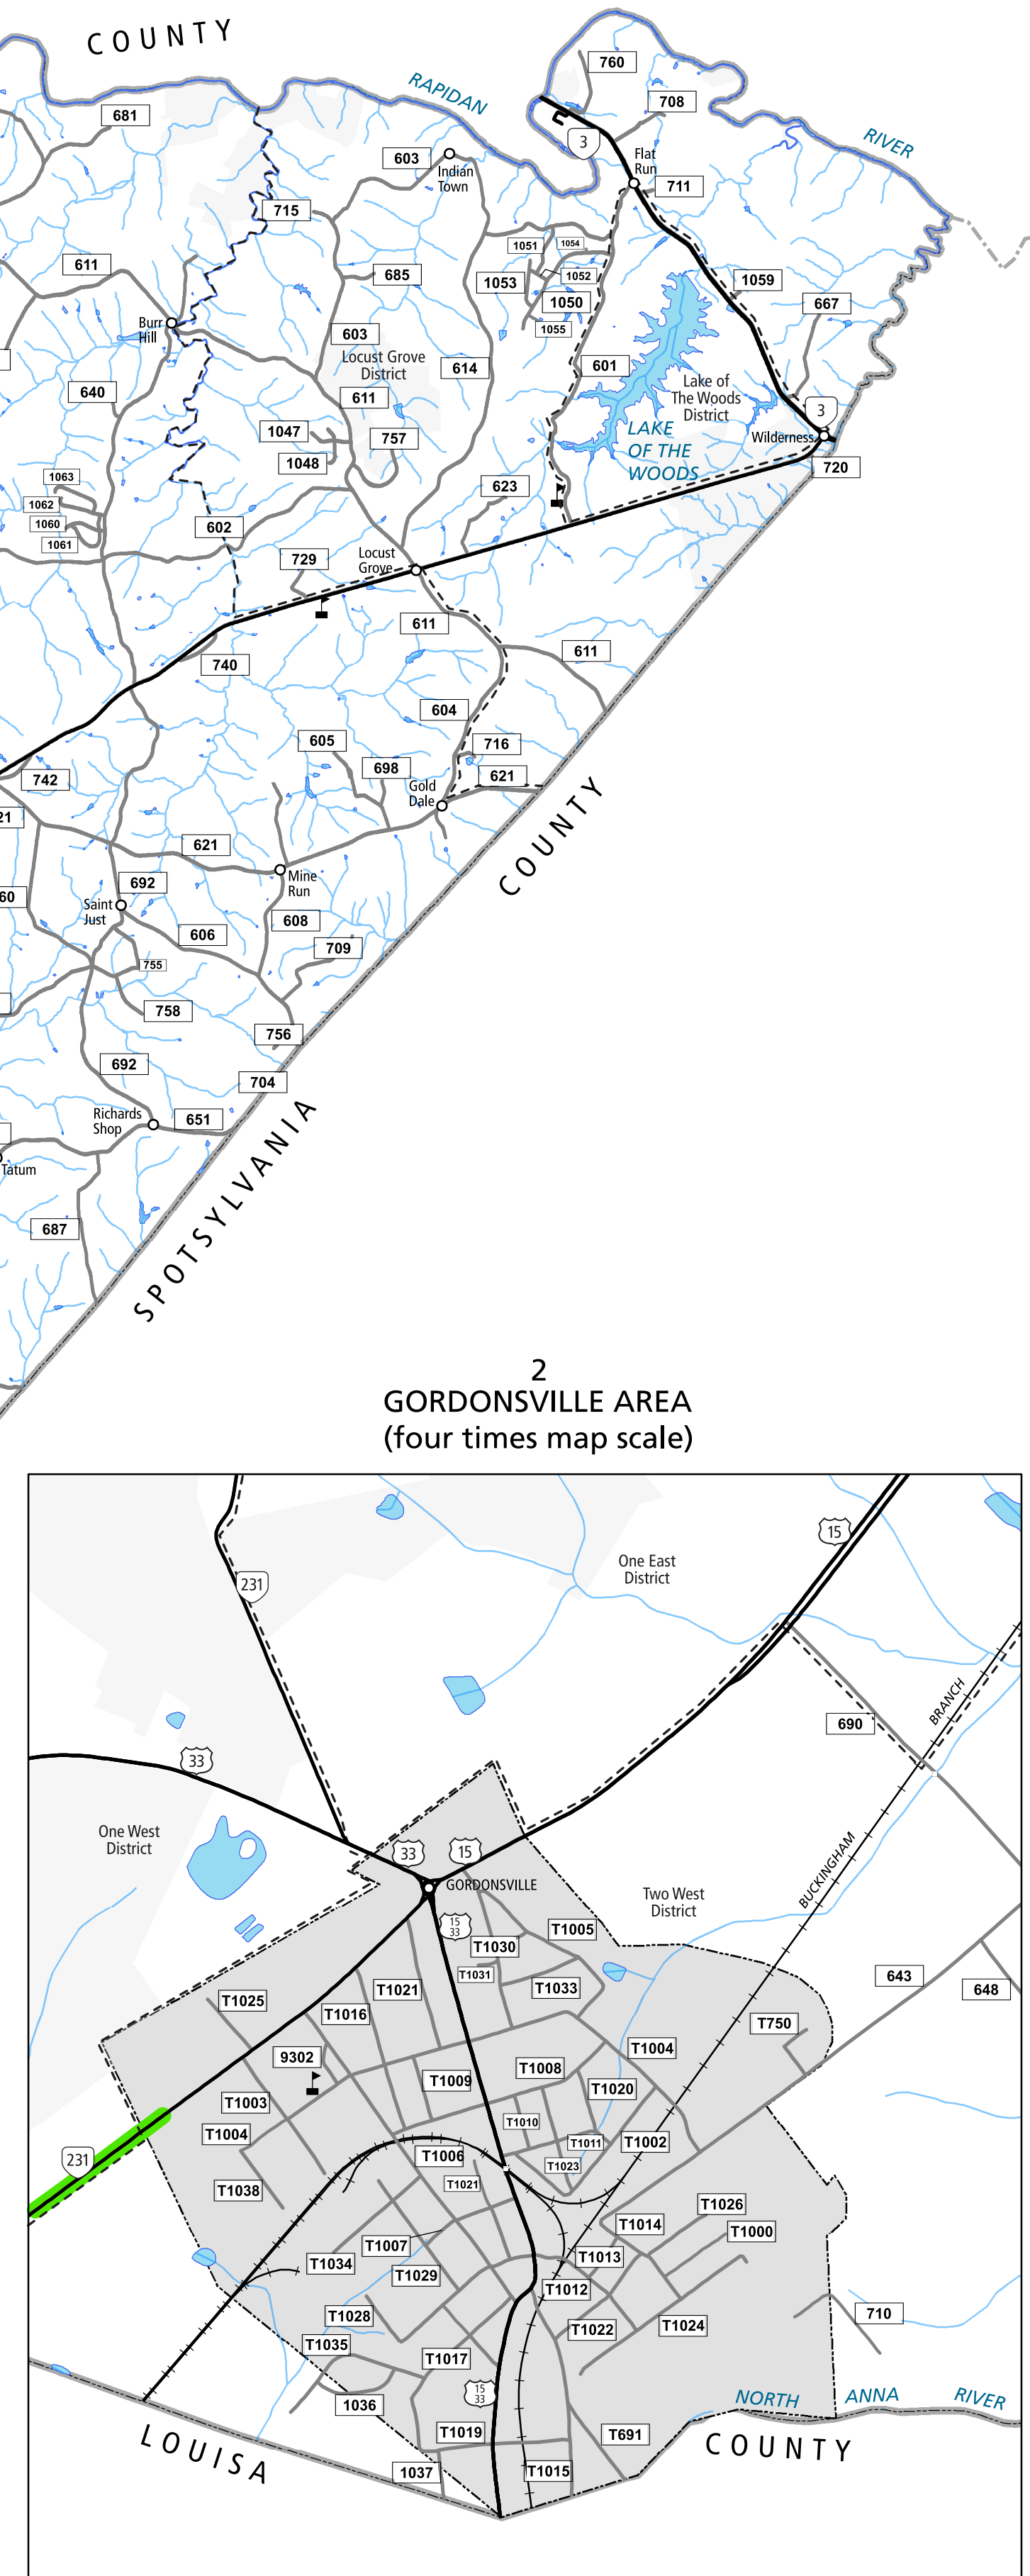 COUNTY
760
RAPIDAN
708
681
3
RIVER
603
Indian
Town
Flat
Run
711
715
1051
1054
611
685
1053
1052
1059
1050
667
Burr
Hill
603
1055
Locust Grove
District
614
601
Lake of
The Woods
District
640
611
3
1047
757
LAKE
OF THE
WOODS
Wilderness
1048
720
1063
623
1062
1060
602
1061
729
Locust
Grove
611
611
740
604
605
716
698
621
742
Gold
Dale
21
621
COUNTY
692
Mine
Run
60
Saint
Just
608
606
709
755
758
756
692
704
Richards
Shop
651
Tatum
687
SPOTSYLVANIA
2
GORDONSVILLE AREA
(four times map scale)
15
One East
District
231
BRANCH
690
33
One West
District
33
15
BUCKINGHAM
GORDONSVILLE
Two West
District
15
33
T1005
T1030
T1031
643
T1033
648
T1021
T1025
T1016
T750
T1004
9302
T1008
T1009
T1020
T1003
T1010
T1004
T1011
T1002
T1006
231
T1023
T1021
T1038
T1026
T1014
T1000
T1007
T1013
T1034
T1029
T1012
710
T1028
T1022
T1024
T1035
T1017
15
33
NORTH ANNA RIVER
1036
T1019
T691
LOUISA
COUNTY
1037
T1015